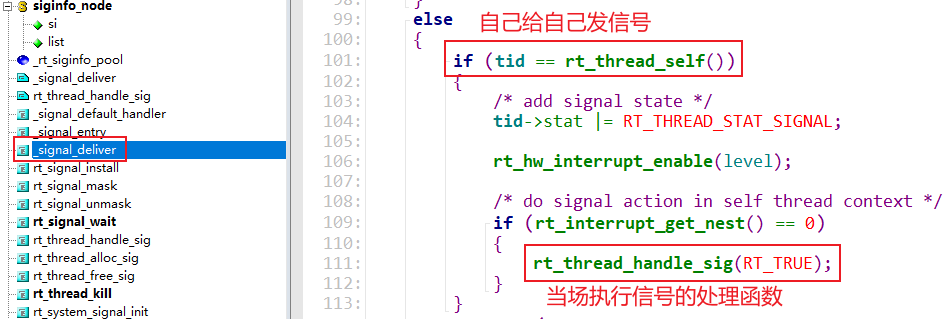 siginfo_node
si
list
_rt_siginfo_pool
_signal_deliver
rt_thread_handle_sig
_signal_default_handler
_signal_entry
_signal_deliver
rt_signal_install
rt_signal_mask
rt_signal_unmask
rt_signal_wait
rt_thread_handle_sig
rt_thread_alloc_sig
rt_thread_free_sig
rt_thread_kill
rt_system_signal_init
98: }
99: else
自己给自己发信号
100: {
101: if (tid == rt_thread_self())
102: {
103: /* add signal state */
104: tid->stat |= RT_THREAD_STAT_SIGNAL;
105:
106: rt_hw_interrupt_enable(level);
107:
108: /* do signal action in self thread context */
109: if (rt_interrupt_get_nest() == 0)
110: {
111: rt_thread_handle_sig(RT_TRUE);
112: }
当场执行信号的处理函数
113: }